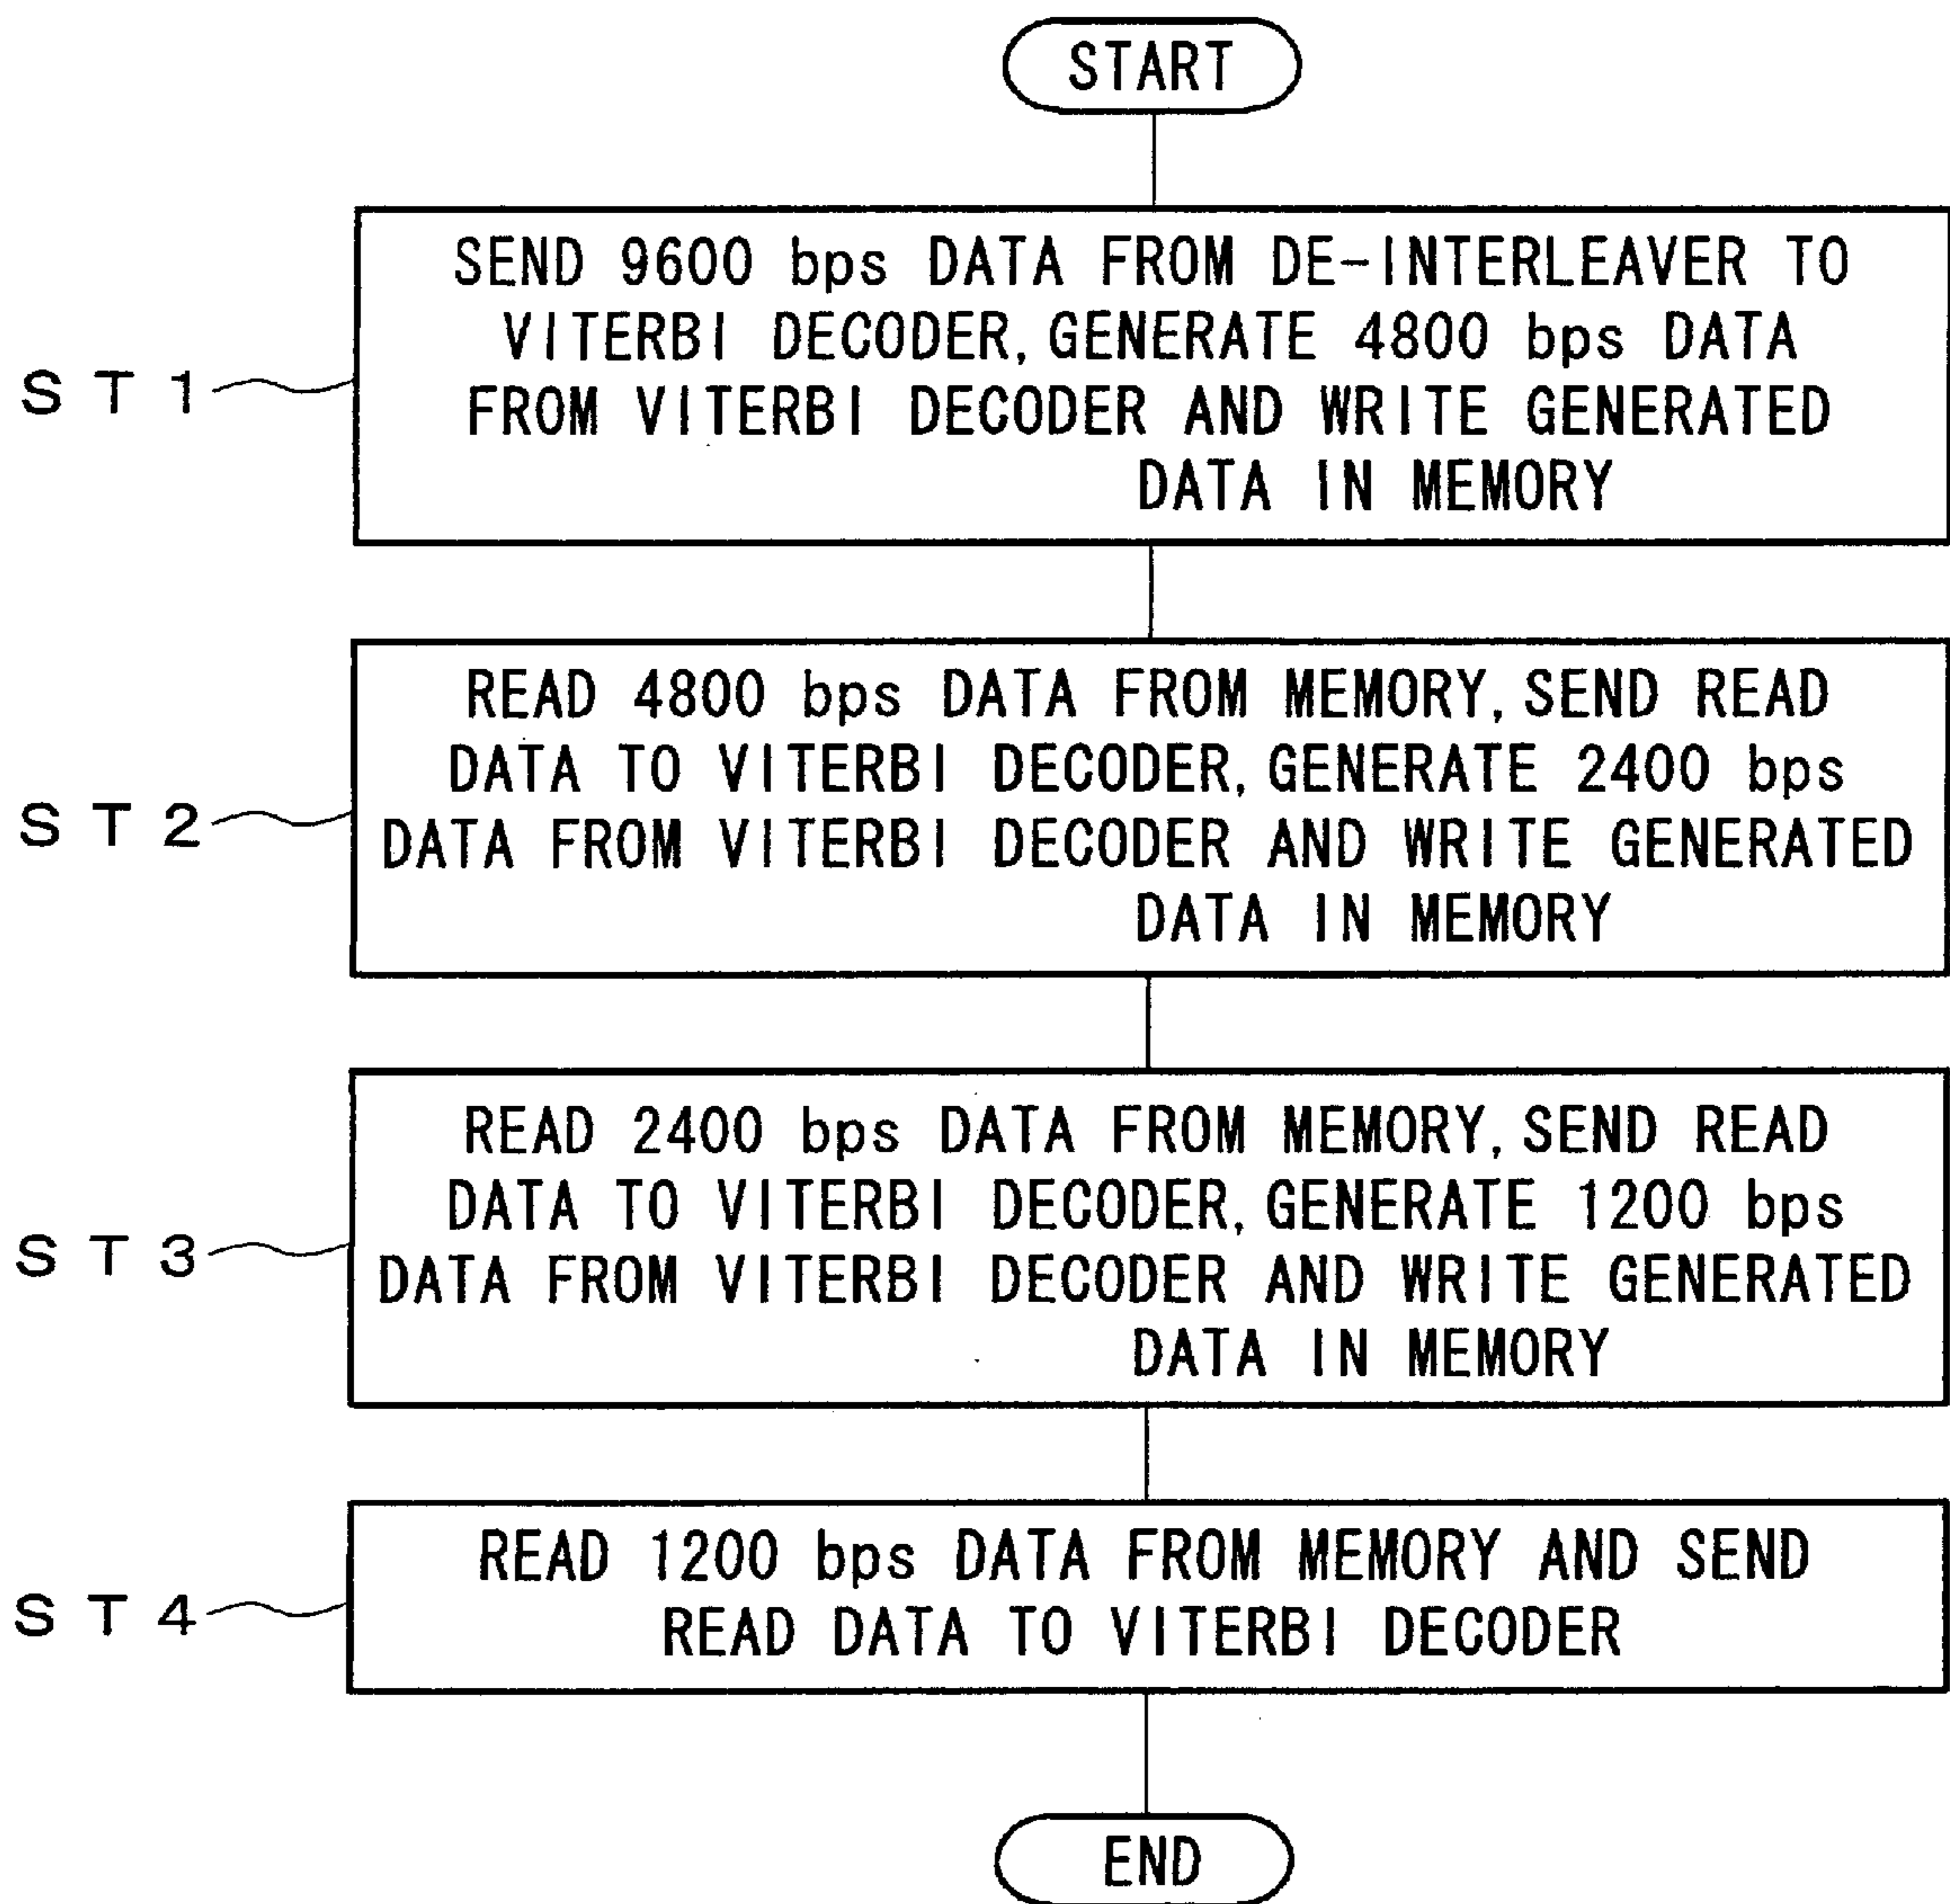 START
SEND 9600 bps DATA FROM DE-INTERLEAVER TO
VITERBI DECODER, GENERATE 4800 bps DATA
FROM VITERBI DECODER AND WRITE GENERATED
DATA IN MEMORY
ST1
READ 4800 bps DATA FROM MEMORY, SEND READ
DATA TO VITERBI DECODER, GENERATE 2400 bps
DATA FROM VITERBI DECODER AND WRITE GENERATED
DATA IN MEMORY
ST2
READ 2400 bps DATA FROM MEMORY, SEND READ
DATA TO VITERBI DECODER, GENERATE 1200 bps
DATA FROM VITERBI DECODER AND WRITE GENERATED
DATA IN MEMORY
ST3
READ 1200 bps DATA FROM MEMORY AND SEND
READ DATA TO VITERBI DECODER
ST4
END